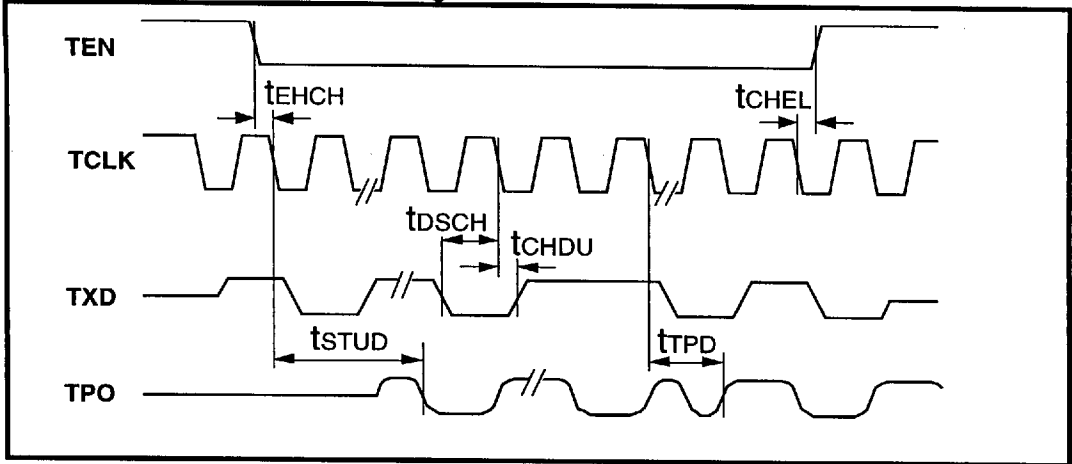 TEN
tEHCH
tCHEL
TCLK
tDSCH
tCHDU
TXD
tSTUD
tTPD
TPO